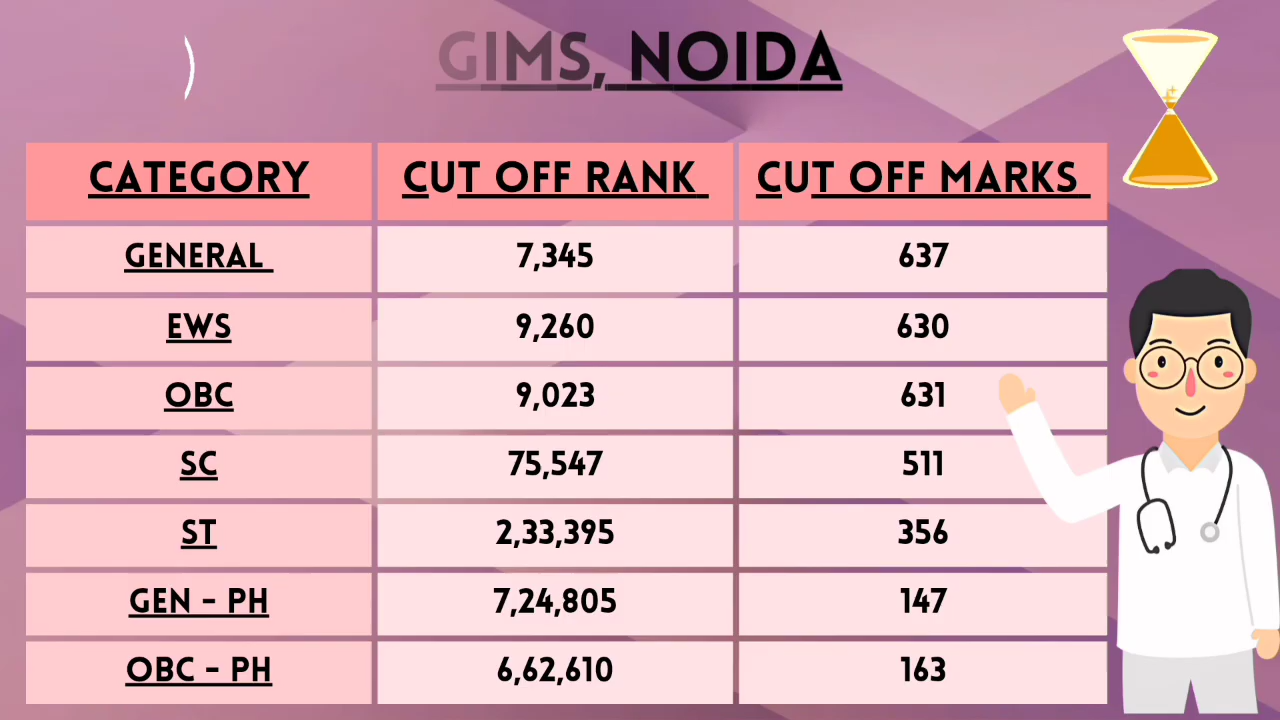 GIMS, NOIDA
CATEGORY CUT OFF RANK CUT OFF MARKS
GENERAL 7,345 637
EWS 9,260 630
OBC 9,023 631
SC 75,547 511
ST 2,33,395 356
GEN - PH 7,24,805 147
OBC - PH 6,62,610 163